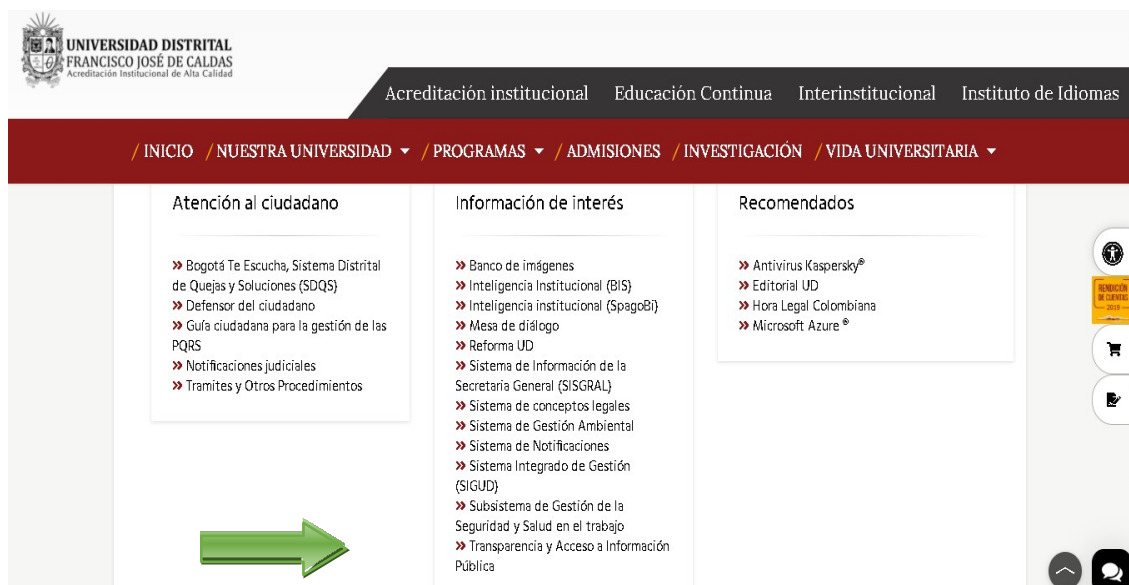 UNIVERSIDAD DISTRITAL
FRANCISCO JOSÉ DE CALDAS
Acreditación Institucional de Alta Calidad
Acreditación institucional Educación Continua Interinstitucional Instituto de Idiomas
/ INICIO / NUESTRA UNIVERSIDAD / PROGRAMAS / ADMISIONES / INVESTIGACIÓN / VIDA UNIVERSITARIA
Atención al ciudadano
» Bogotá Te Escucha, Sistema Distrital
de Quejas y Soluciones (SDQS)
» Defensor del ciudadano
» Guía ciudadana para la gestión de las
PQRS
» Notificaciones judiciales
» Tramites y Otros Procedimientos
Información de interés
» Banco de imágenes
» Inteligencia Institucional (BIS)
» Inteligencia institucional (SpagoBi)
» Mesa de diálogo
» Reforma UD
» Sistema de Información de la
Secretaria General (SISGRAL)
» Sistema de conceptos legales
» Sistema de Gestión Ambiental
» Sistema de Notificaciones
» Sistema Integrado de Gestión
(SIGUD)
» Subsistema de Gestión de la
Seguridad y Salud en el trabajo
» Transparencia y Acceso a Información
Pública
Recomendados
» Antivirus Kaspersky®
» Editorial UD
» Hora Legal Colombiana
» Microsoft Azure ®
RENDICIÓN
DE CUENTAS
2019